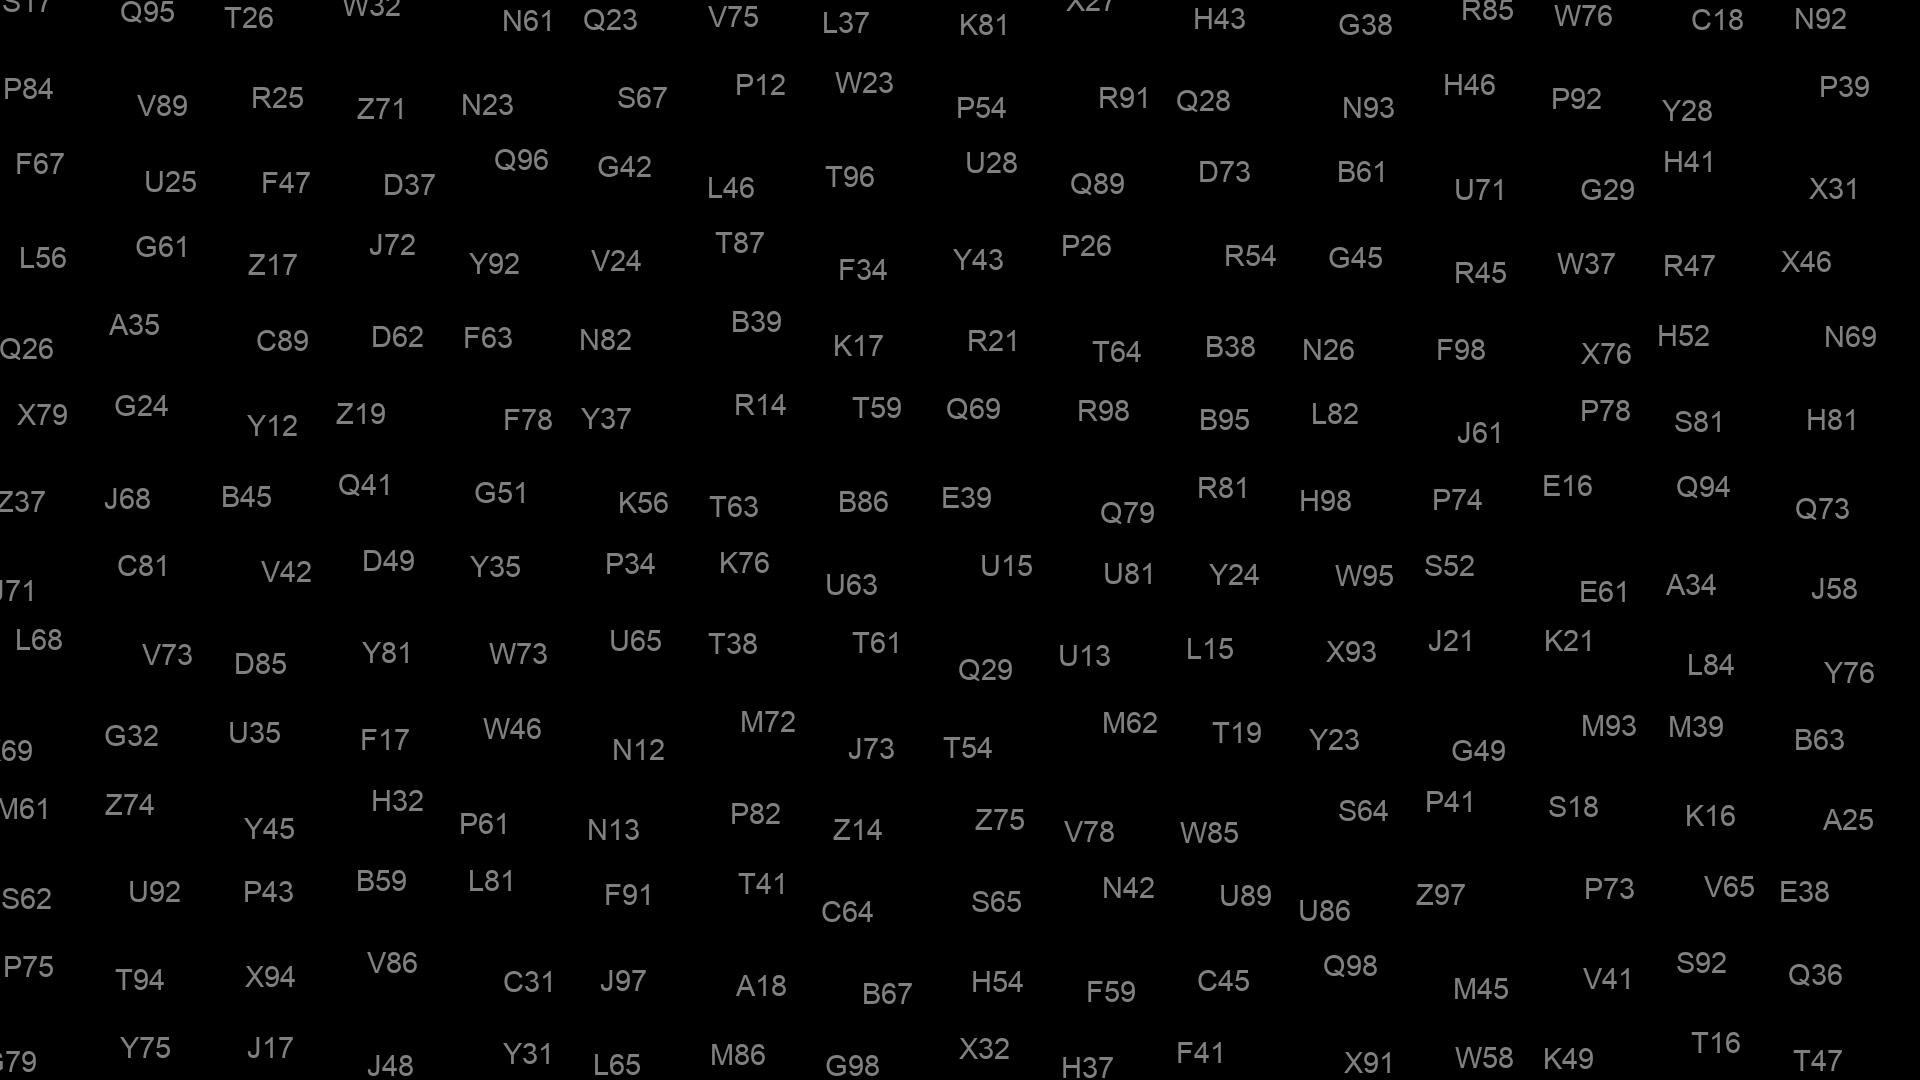 S17 Q95 T26 W32 N61 Q23 V75 L37 K81 X27 H43 G38 R85 W76 C18 N92
P84 V89 R25 Z71 N23 S67 P12 W23 P54 R91 Q28 N93 H46 P92 Y28 P39
F67 U25 F47 D37 Q96 G42 L46 T96 U28 Q89 D73 B61 U71 G29 H41 X31
L56 G61 Z17 J72 Y92 V24 T87 F34 Y43 P26 R54 G45 R45 W37 R47 X46
Q26 A35 C89 D62 F63 N82 B39 K17 R21 T64 B38 N26 F98 X76 H52 N69
X79 G24 Y12 Z19 F78 Y37 R14 T59 Q69 R98 B95 L82 J61 P78 S81 H81
Z37 J68 B45 Q41 G51 K56 T63 B86 E39 Q79 R81 H98 P74 E16 Q94 Q73
C81 V42 D49 Y35 P34 K76 U63 U15 U81 Y24 W95 S52 E61 A34 J58
L68 V73 D85 Y81 W73 U65 T38 T61 Q29 U13 L15 X93 J21 K21 L84 Y76
G32 U35 F17 W46 N12 M72 J73 T54 M62 T19 Y23 G49 M93 M39 B63
M61 Z74 Y45 H32 P61 N13 P82 Z14 Z75 V78 W85 S64 P41 S18 K16 A25
S62 U92 P43 B59 L81 F91 T41 C64 S65 N42 U89 U86 Z97 P73 V65 E38
P75 T94 X94 V86 C31 J97 A18 B67 H54 F59 C45 Q98 M45 V41 S92 Q36
G79 Y75 J17 J48 Y31 L65 M86 G98 X32 H37 F41 X91 W58 K49 T16 T47